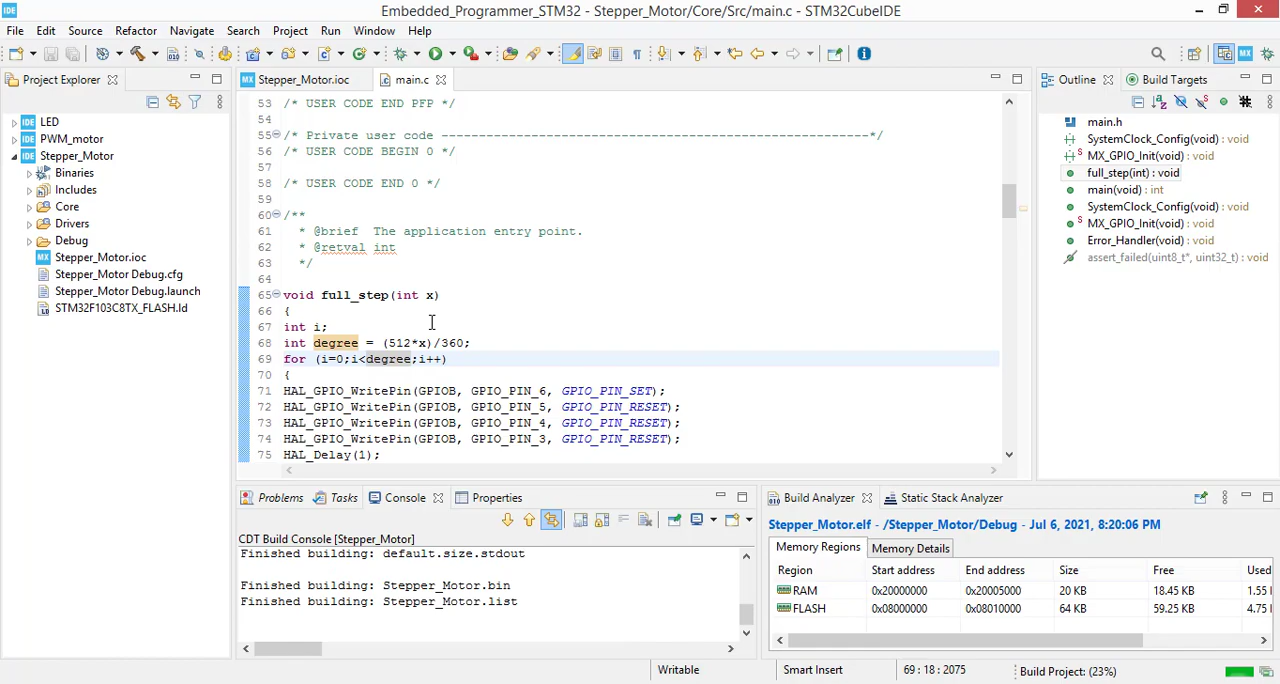 IDE
Embedded_Programmer_STM32 - Stepper_Motor/Core/Src/main.c - STM32CubeIDE
File Edit Source Refactor Navigate Search Project Run Window Help
Project Explorer
MX Stepper_Motor.ioc
main.c
Outline
Build Targets
IDE LED
IDE PWM_motor
IDE Stepper_Motor
Binaries
Includes
Core
Drivers
Debug
MX Stepper_Motor.ioc
Stepper_Motor Debug.cfg
Stepper_Motor Debug.launch
STM32F103C8TX_FLASH.ld
53 /* USER CODE END PFP */
54
55 /* Private user code ---------------------------------------------------------*/
56 /* USER CODE BEGIN 0 */
57
58 /* USER CODE END 0 */
59
60 /**
61 * @brief The application entry point.
62 * @retval int
63 */
64
65 void full_step(int x)
66 {
67 int i;
68 int degree = (512*x)/360;
69 for (i=0;i<degree;i++)
70 {
71 HAL_GPIO_WritePin(GPIOB, GPIO_PIN_6, GPIO_PIN_SET);
72 HAL_GPIO_WritePin(GPIOB, GPIO_PIN_5, GPIO_PIN_RESET);
73 HAL_GPIO_WritePin(GPIOB, GPIO_PIN_4, GPIO_PIN_RESET);
74 HAL_GPIO_WritePin(GPIOB, GPIO_PIN_3, GPIO_PIN_RESET);
75 HAL_Delay(1);
main.h
SystemClock_Config(void) : void
MX_GPIO_Init(void) : void
full_step(int) : void
main(void) : int
SystemClock_Config(void) : void
MX_GPIO_Init(void) : void
Error_Handler(void) : void
assert_failed(uint8_t*, uint32_t) : void
Problems Tasks Console Properties
CDT Build Console [Stepper_Motor]
Finished building: default.size.stdout
Finished building: Stepper_Motor.bin
Finished building: Stepper_Motor.list
Build Analyzer Static Stack Analyzer
Stepper_Motor.elf - /Stepper_Motor/Debug - Jul 6, 2021, 8:20:06 PM
Memory Regions Memory Details
Region Start address End address Size Free Used
RAM 0x20000000 0x20005000 20 KB 18.45 KB 1.55
FLASH 0x08000000 0x08010000 64 KB 59.25 KB 4.75
Writable Smart Insert 69 : 18 : 2075 Build Project: (23%)